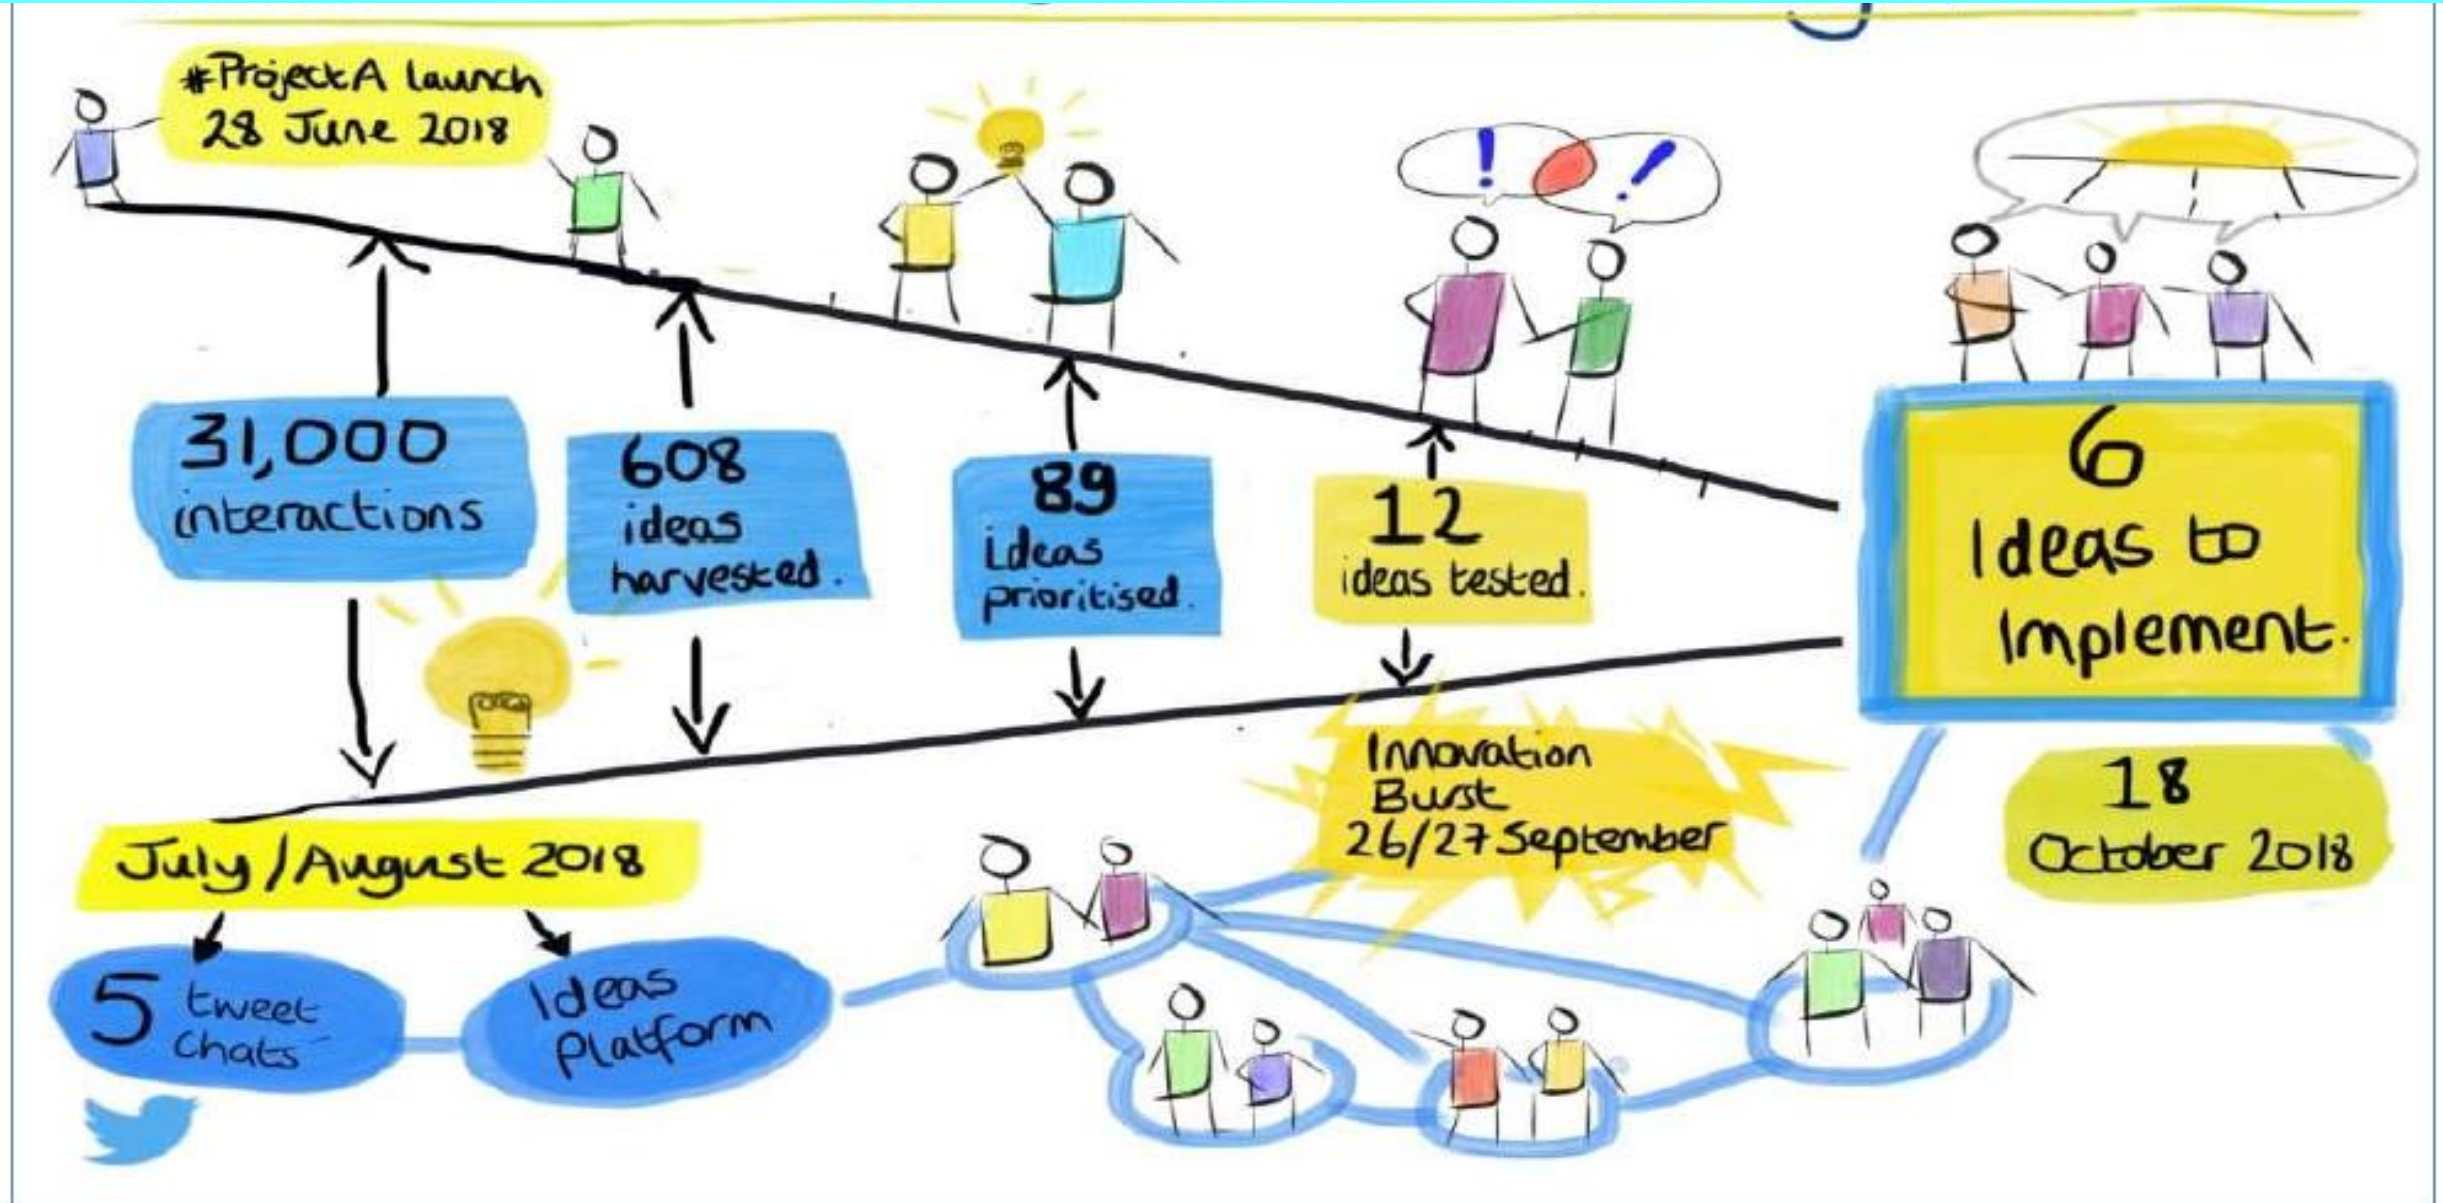 #ProjectA launch
28 June 2018
31,000
interactions
608
ideas
harvested.
89
ideas
prioritised.
12
ideas tested.
6
Ideas to
Implement.
Innovation
Burst
26/27 September
18
October 2018
July/August 2018
5 tweet
chats
Ideas
Platform